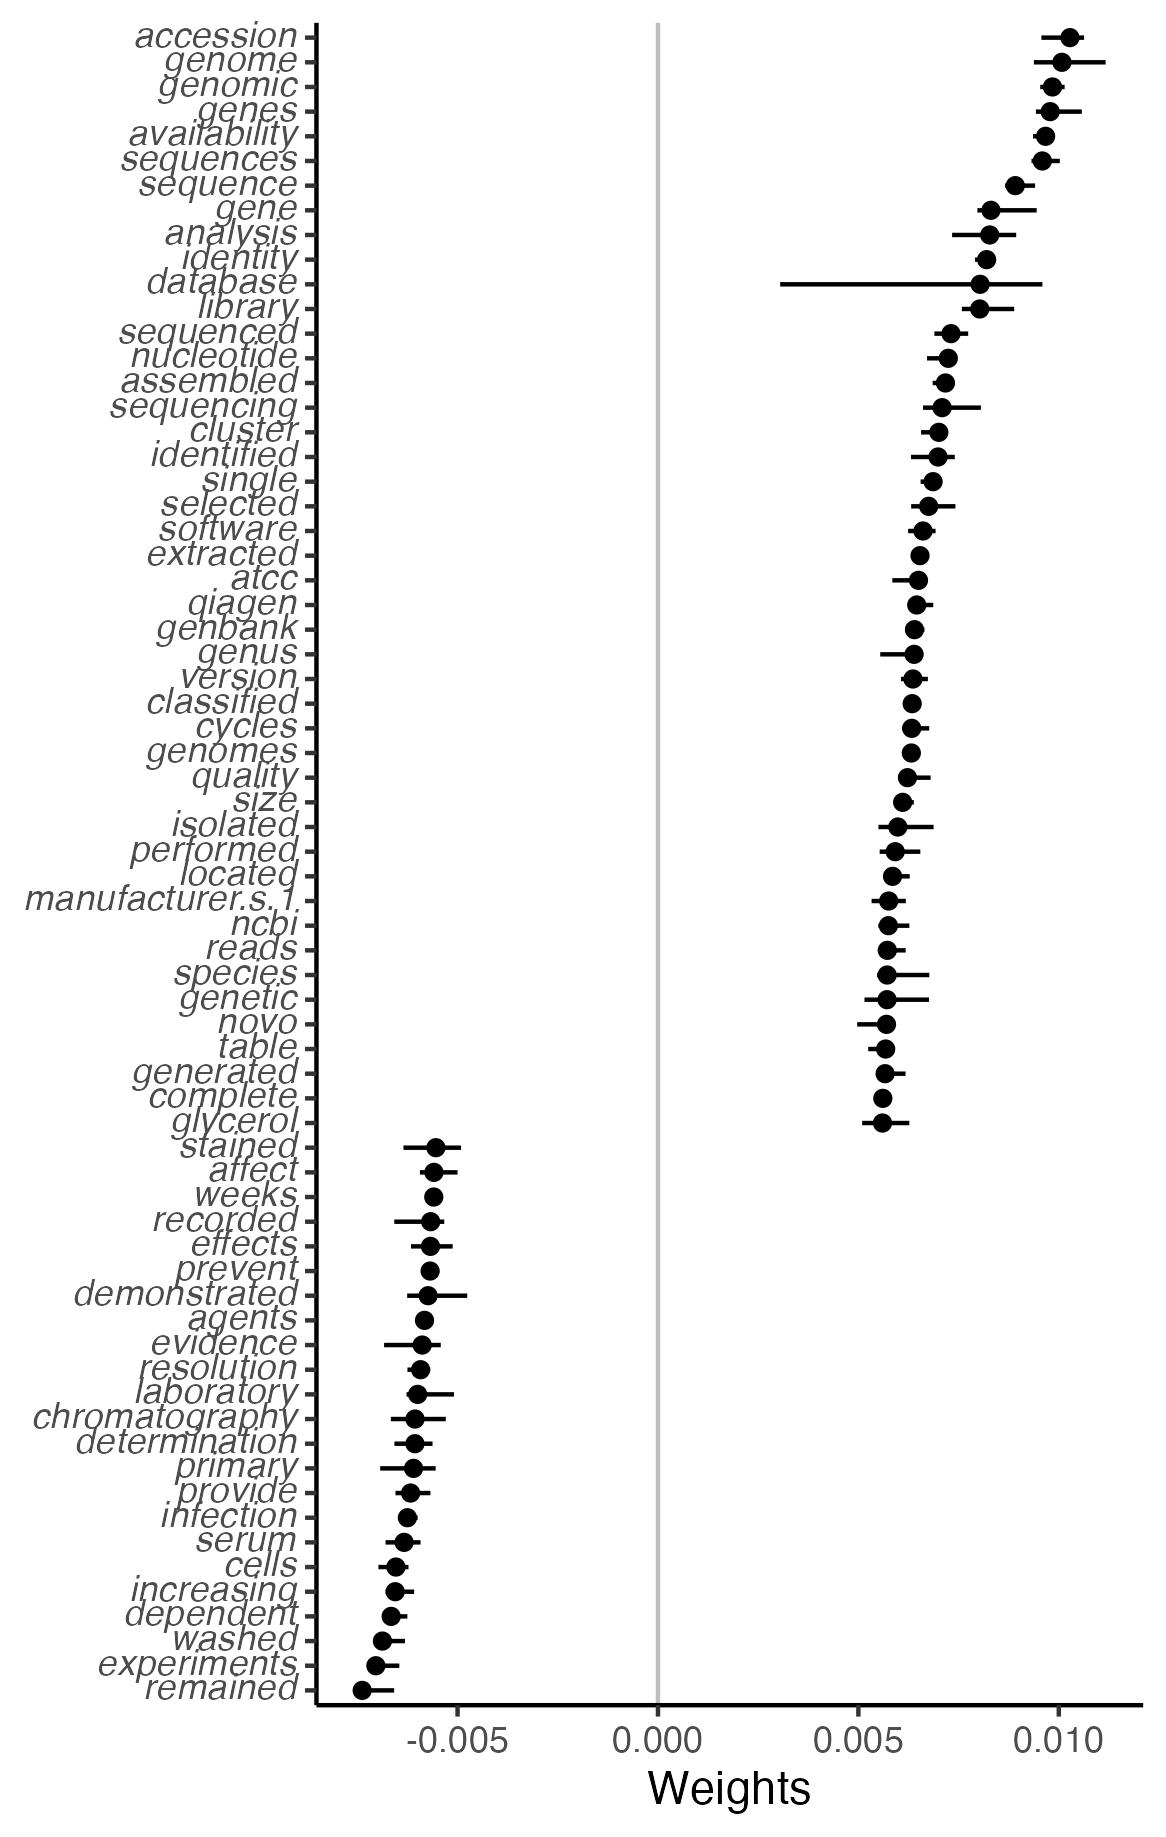 accession
genome
genomic
genes
availability
sequences
sequence
gene
analysis
identity
database
library
sequenced
nucleotide
assembled
sequencing
cluster
identified
single
selected
software
extracted
atcc
qiagen
genbank
genus
version
classified
cycles
genomes
quality
size
isolated
performed
located
manufacturer.s.1
ncbi
reads
species
genetic
novo
table
generated
complete
glycerol
stained
affect
weeks
recorded
effects
prevent
demonstrated
agents
evidence
resolution
laboratory
chromatography
determination
primary
provide
infection
serum
cells
increasing
dependent
washed
experiments
remained
-0.005 0.000 0.005 0.010
Weights